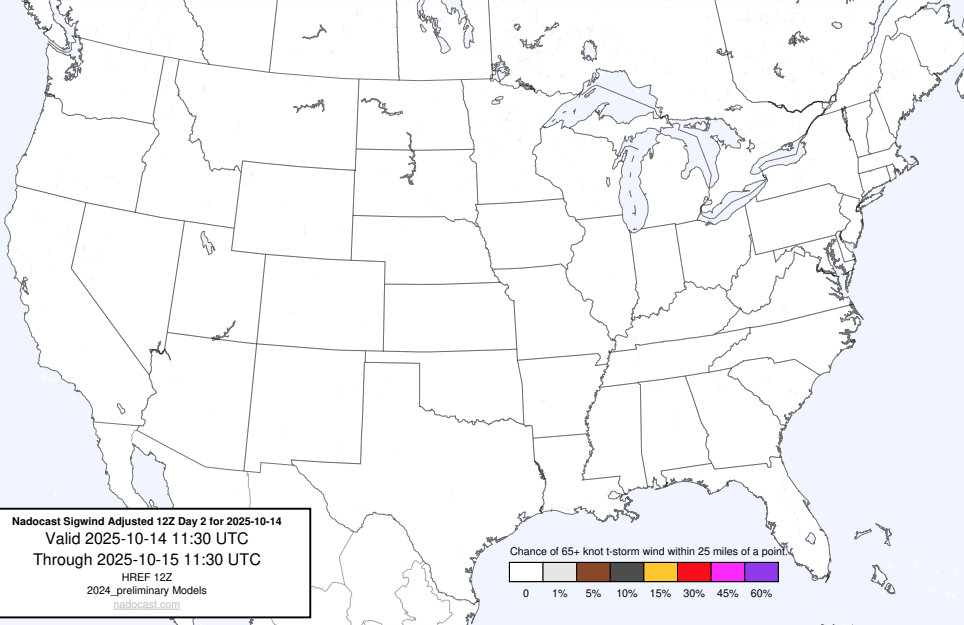 Nadocast Sigwind Adjusted 12Z Day 2 for 2025-10-14
Valid 2025-10-14 11:30 UTC
Through 2025-10-15 11:30 UTC
HREF 12Z
2024_preliminary Models
nadocast.com
Chance of 65+ knot t-storm wind within 25 miles of a point.
0 1% 5% 10% 15% 30% 45% 60%